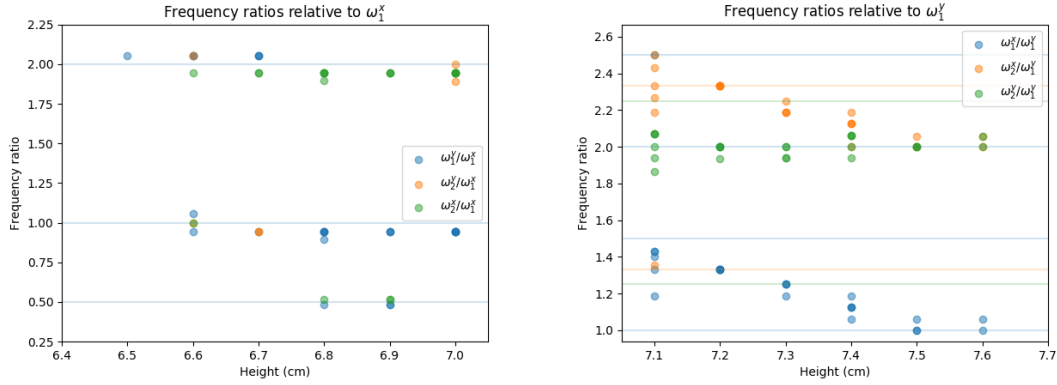 Frequency ratios relative to ω₁ˣ
2.25
2.00
1.75
1.50
1.25
1.00
0.75
0.50
0.25
Frequency ratio
ω₁ʸ/ω₁ˣ
ω₂ʸ/ω₁ˣ
ω₂ˣ/ω₁ˣ
6.4 6.5 6.6 6.7 6.8 6.9 7.0
Height (cm)
Frequency ratios relative to ω₁ʸ
2.6
2.4
2.2
2.0
1.8
1.6
1.4
1.2
1.0
Frequency ratio
ω₁ˣ/ω₁ʸ
ω₂ˣ/ω₁ʸ
ω₂ʸ/ω₁ʸ
7.1 7.2 7.3 7.4 7.5 7.6 7.7
Height (cm)